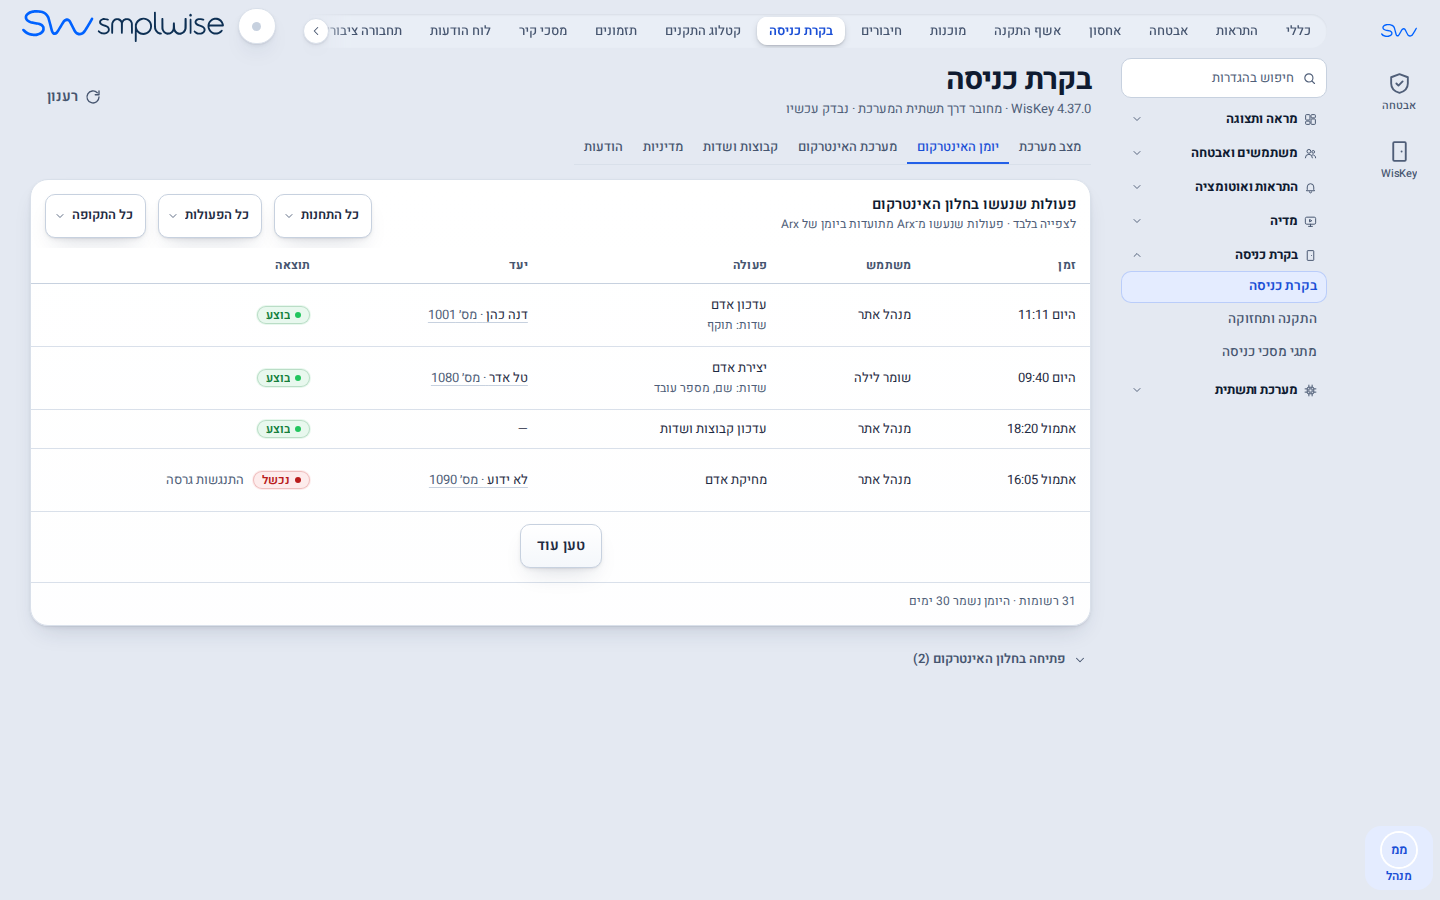 SW
אבטחה
WisKey
ממ
מנהל
כללי
התראות
אבטחה
אחסון
אשף התקנה
מוכנות
חיבורים
בקרת כניסה
קטלוג התקנים
תזמונים
מסכי קיר
לוח הודעות
תחבורה ציבור
SW smplwise
חיפוש בהגדרות
מראה ותצוגה
משתמשים ואבטחה
התראות ואוטומציה
מדיה
בקרת כניסה
בקרת כניסה
התקנה ותחזוקה
מתגי מסכי כניסה
מערכת ותשתית
בקרת כניסה
WisKey 4.37.0 · מחובר דרך תשתית המערכת · נבדק עכשיו
רענון
מצב מערכת
יומן האינטרקום
מערכת האינטרקום
קבוצות ושדות
מדיניות
הודעות
פעולות שנעשו בחלון האינטרקום
לצפייה בלבד · פעולות שנעשו מ־Arx מתועדות ביומן של Arx
כל התחנות
כל הפעולות
כל התקופה
זמן משתמש פעולה יעד תוצאה
היום 11:11 מנהל אתר עדכון אדם דנה כהן · מס' 1001 בוצע
שדות: תוקף
היום 09:40 שומר לילה יצירת אדם טל אדר · מס' 1080 בוצע
שדות: שם, מספר עובד
אתמול 18:20 מנהל אתר עדכון קבוצות ושדות — בוצע
אתמול 16:05 מנהל אתר מחיקת אדם לא ידוע · מס' 1090 נכשל התנגשות גרסה
טען עוד
31 רשומות · היומן נשמר 30 ימים
פתיחה בחלון האינטרקום (2)